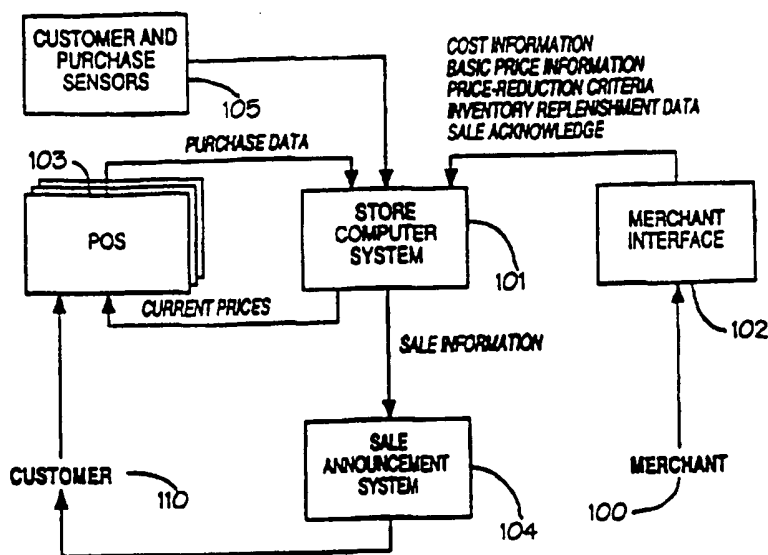 CUSTOMER AND
PURCHASE
SENSORS
105
COST INFORMATION
BASIC PRICE INFORMATION
PRICE-REDUCTION CRITERIA
INVENTORY REPLENISHMENT DATA
SALE ACKNOWLEDGE
103
PURCHASE DATA
POS
STORE
COMPUTER
SYSTEM
101
MERCHANT
INTERFACE
102
CURRENT PRICES
SALE INFORMATION
CUSTOMER
110
SALE
ANNOUNCEMENT
SYSTEM
104
MERCHANT
100